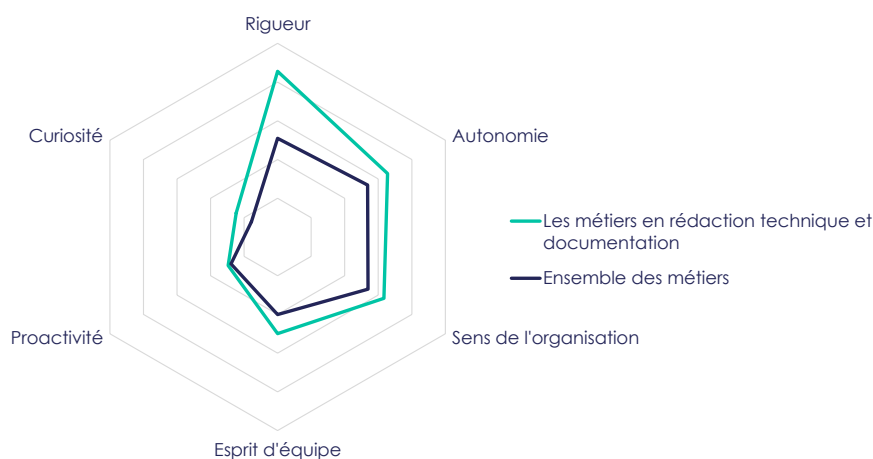 Rigueur
Curiosité
Autonomie
Les métiers en rédaction technique et
documentation
Ensemble des métiers
Proactivité
Sens de l'organisation
Esprit d'équipe